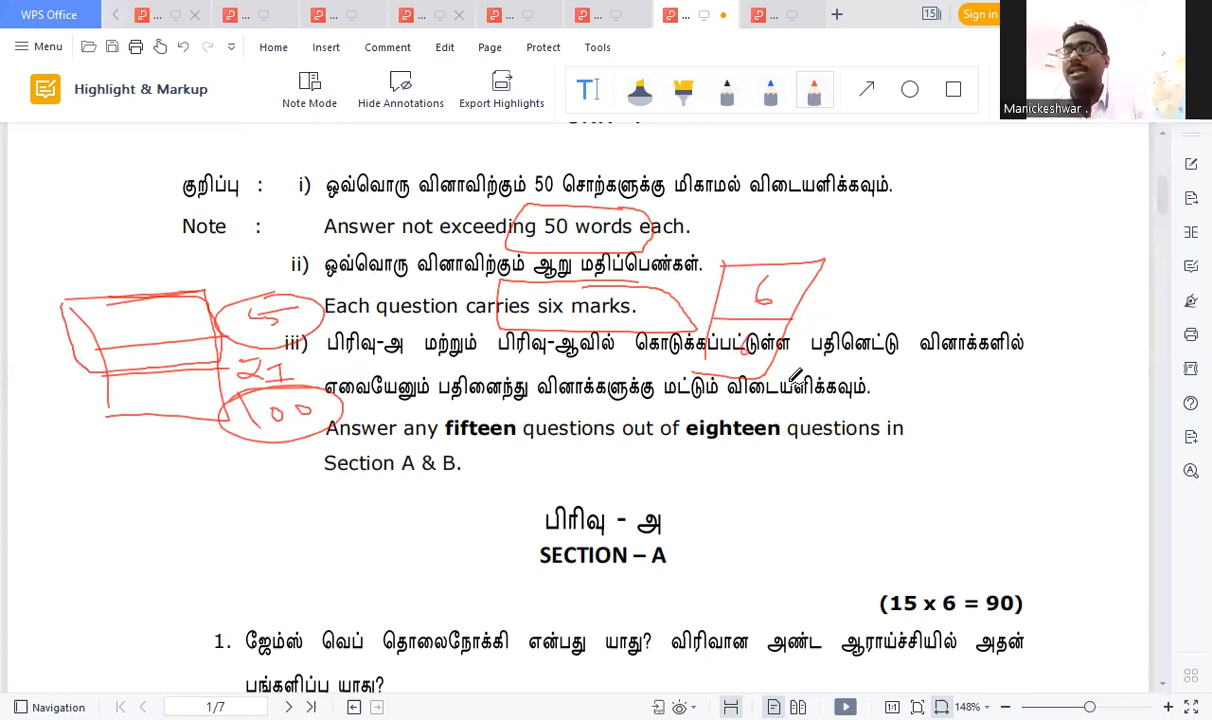 WPS Office
15
Sign in
Menu
Home Insert Comment Edit Page Protect Tools
Highlight & Markup
Note Mode Hide Annotations Export Highlights
T
Manickeshwar .
குறிப்பு : i) ஒவ்வொரு வினாவிற்கும் 50 சொற்களுக்கு மிகாமல் விடையளிக்கவும்.
Note : Answer not exceeding 50 words each.
ii) ஒவ்வொரு வினாவிற்கும் ஆறு மதிப்பெண்கள்.
Each question carries six marks.
6
5
iii) பிரிவு-அ மற்றும் பிரிவு-ஆவில் கொடுக்கப்பட்டுள்ள பதினெட்டு வினாக்களில்
21
எவையேனும் பதினைந்து வினாக்களுக்கு மட்டும் விடையளிக்கவும்.
100
Answer any fifteen questions out of eighteen questions in
Section A & B.
பிரிவு - அ
SECTION – A
(15 x 6 = 90)
1. ஜேம்ஸ் வெப் தொலைநோக்கி என்பது யாது? விரிவான அண்ட ஆராய்ச்சியில் அதன்
பங்களிப்பு யாது?
Navigation 1/7 148%